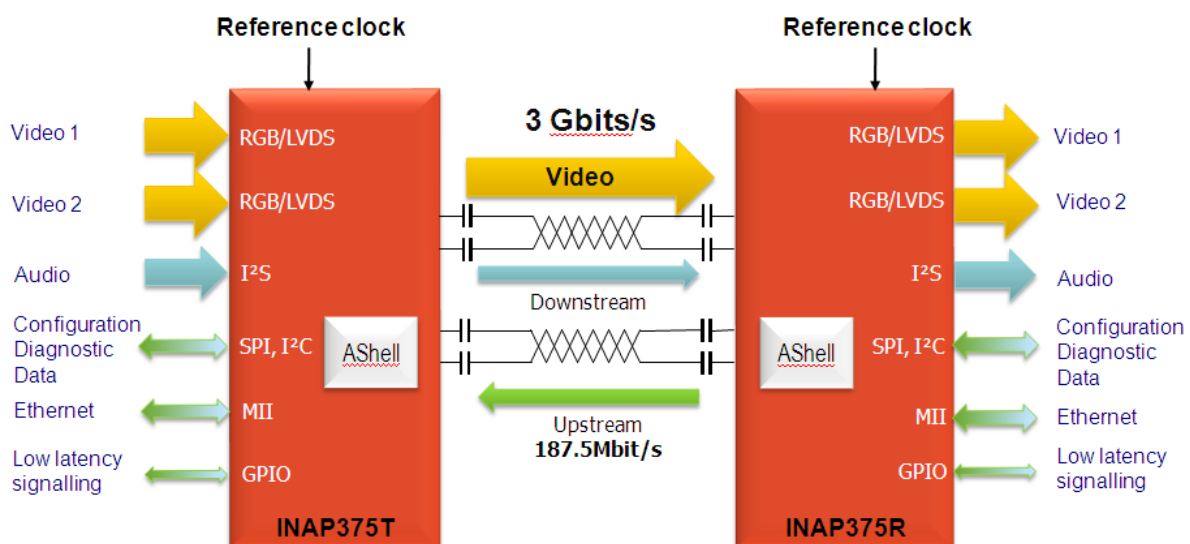 Reference clock
Reference clock
Video 1
RGB/LVDS
3 Gbits/s
RGB/LVDS
Video 1
Video
Video 2
RGB/LVDS
RGB/LVDS
Video 2
Audio
I²S
I²S
Audio
Downstream
Configuration
Diagnostic
Data
SPI, I²C
AShell
AShell
SPI, I²C
Configuration
Diagnostic
Data
Ethernet
MII
MII
Ethernet
Upstream
187.5Mbit/s
Low latency
signalling
GPIO
GPIO
Low latency
signalling
INAP375T
INAP375R